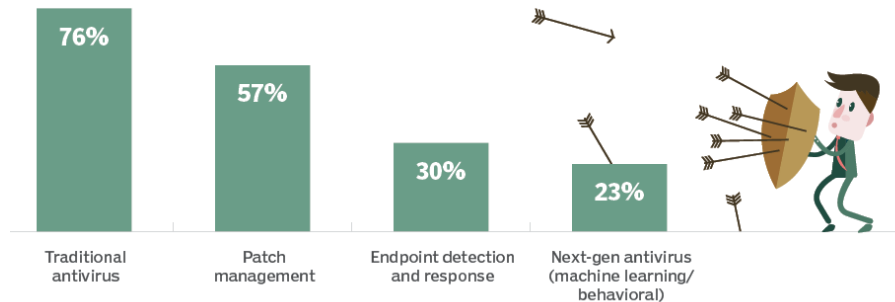 76%
57%
30%
23%
Traditional
antivirus
Patch
management
Endpoint detection
and response
Next-gen antivirus
(machine learning/
behavioral)